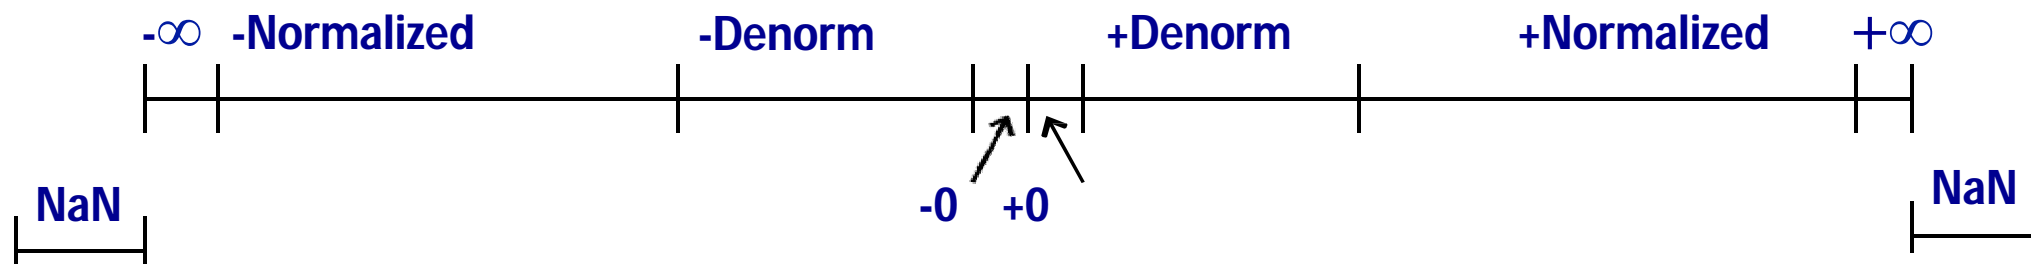 -∞ -Normalized -Denorm +Denorm +Normalized +∞
-0 +0
NaN NaN